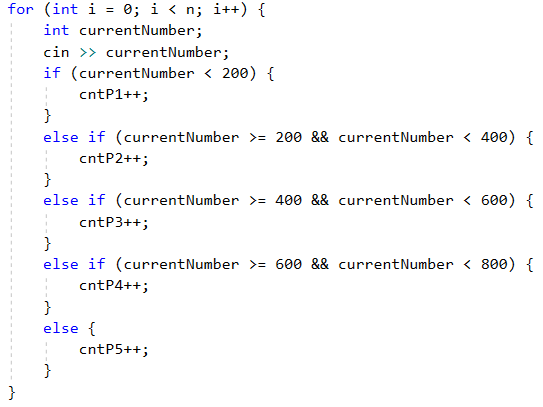 for (int i = 0; i < n; i++) {
    int currentNumber;
    cin >> currentNumber;
    if (currentNumber < 200) {
        cntP1++;
    }
    else if (currentNumber >= 200 && currentNumber < 400) {
        cntP2++;
    }
    else if (currentNumber >= 400 && currentNumber < 600) {
        cntP3++;
    }
    else if (currentNumber >= 600 && currentNumber < 800) {
        cntP4++;
    }
    else {
        cntP5++;
    }
}